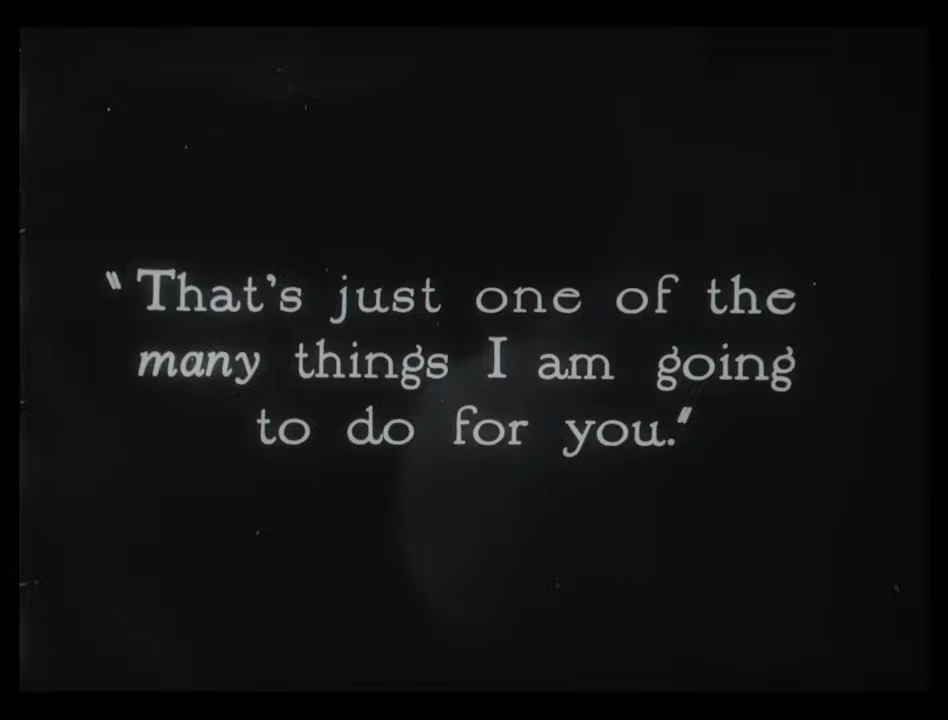 "That's just one of the
many things I am going
to do for you."